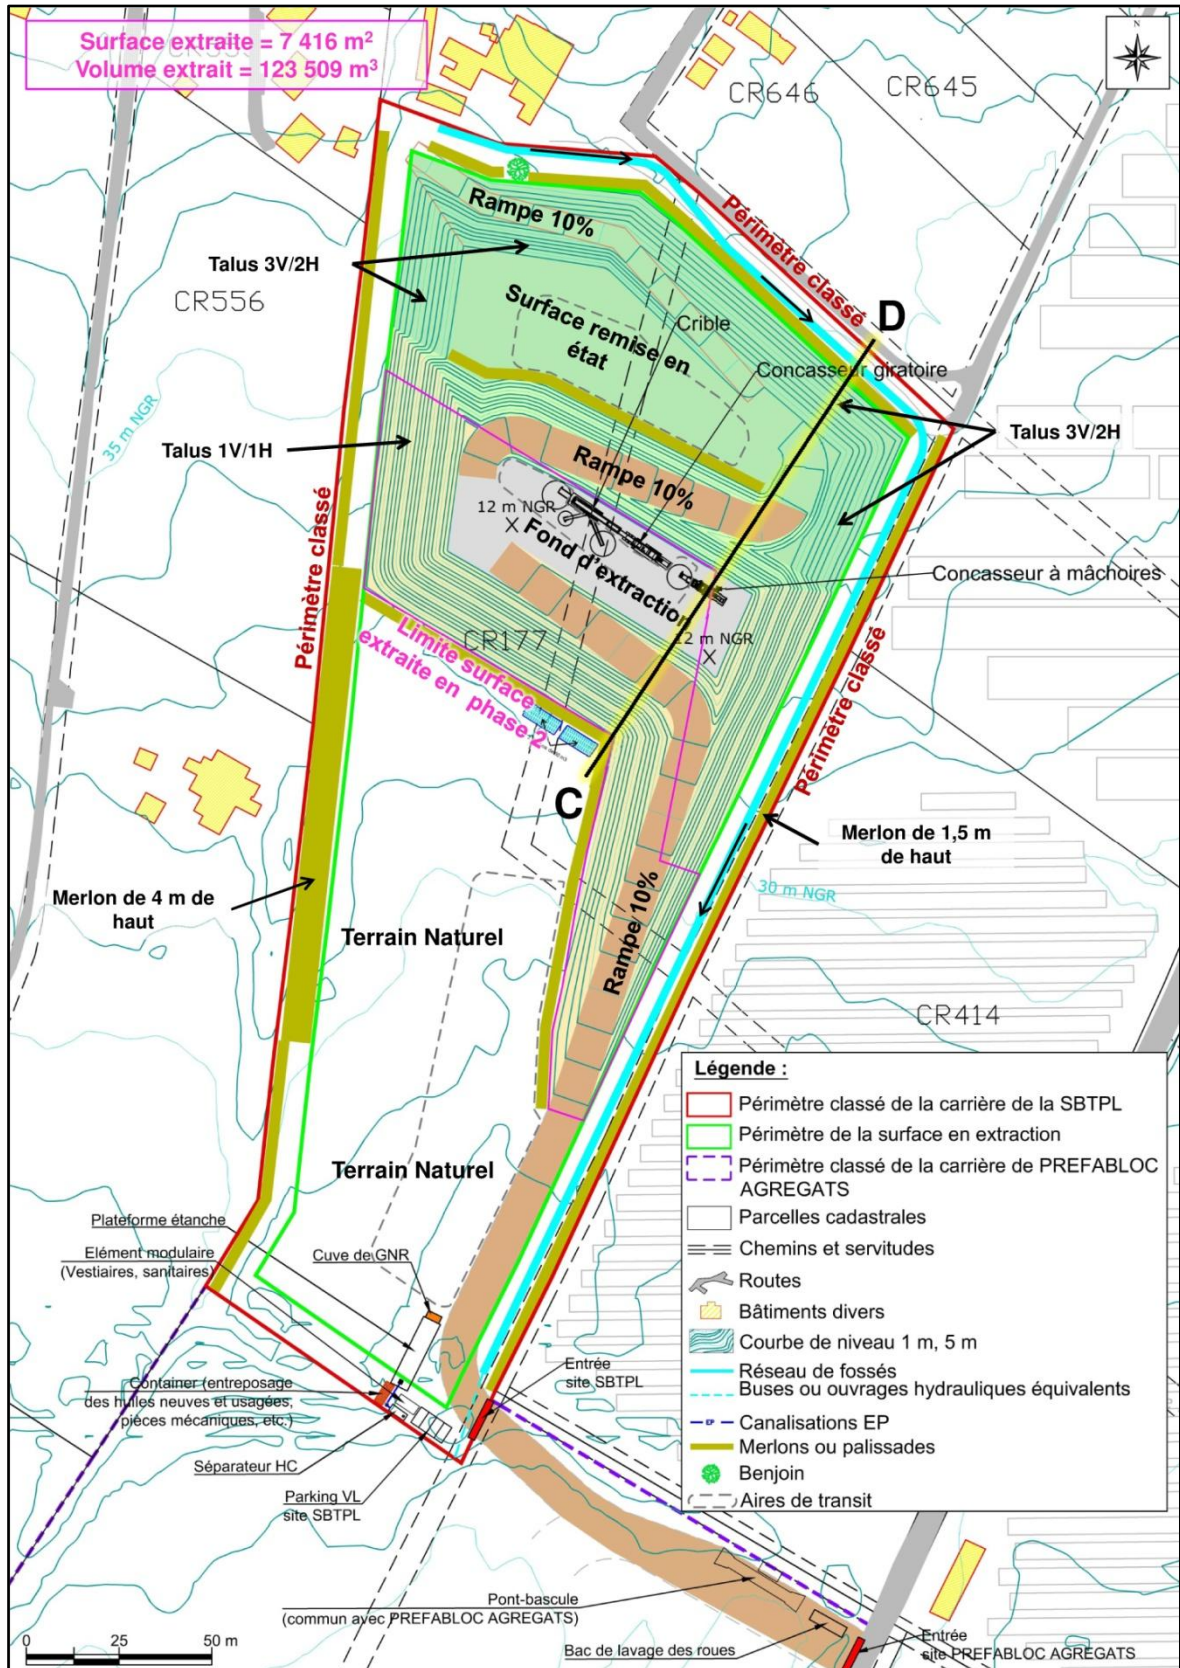 Surface extraite = 7 416 m²
Volume extrait = 123 509 m³
N
CR646
CR645
Rampe 10%
Périmètre classé
Talus 3V/2H
CR556
Surface remise en
état
Crible
D
Concasseur giratoire
35 m NGR
Talus 1V/1H
Talus 3V/2H
Rampe 10%
Périmètre classé
12 m NGR
Fond d'extraction
Concasseur à mâchoires
CR177
12 m NGR
Limite surface
extraite en phase 2
Périmètre classé
C
Merlon de 1,5 m
de haut
30 m NGR
Merlon de 4 m de
haut
Terrain Naturel
Rampe 10%
CR414
Terrain Naturel
Plateforme étanche
Elément modulaire
(Vestiaires, sanitaires)
Cuve de GNR
Container (entreposage
des huiles neuves et usagées,
pièces mécaniques, etc.)
Entrée
site SBTPL
Séparateur HC
Parking VL
site SBTPL
Légende :
Périmètre classé de la carrière de la SBTPL
Périmètre de la surface en extraction
Périmètre classé de la carrière de PREFABLOC
AGREGATS
Parcelles cadastrales
Chemins et servitudes
Routes
Bâtiments divers
Courbe de niveau 1 m, 5 m
Réseau de fossés
Buses ou ouvrages hydrauliques équivalents
EP
Canalisations EP
Merlons ou palissades
Benjoin
Aires de transit
Pont-bascule
(commun avec PREFABLOC AGREGATS)
Bac de lavage des roues
Entrée
site PREFABLOC AGREGATS
0 25 50 m